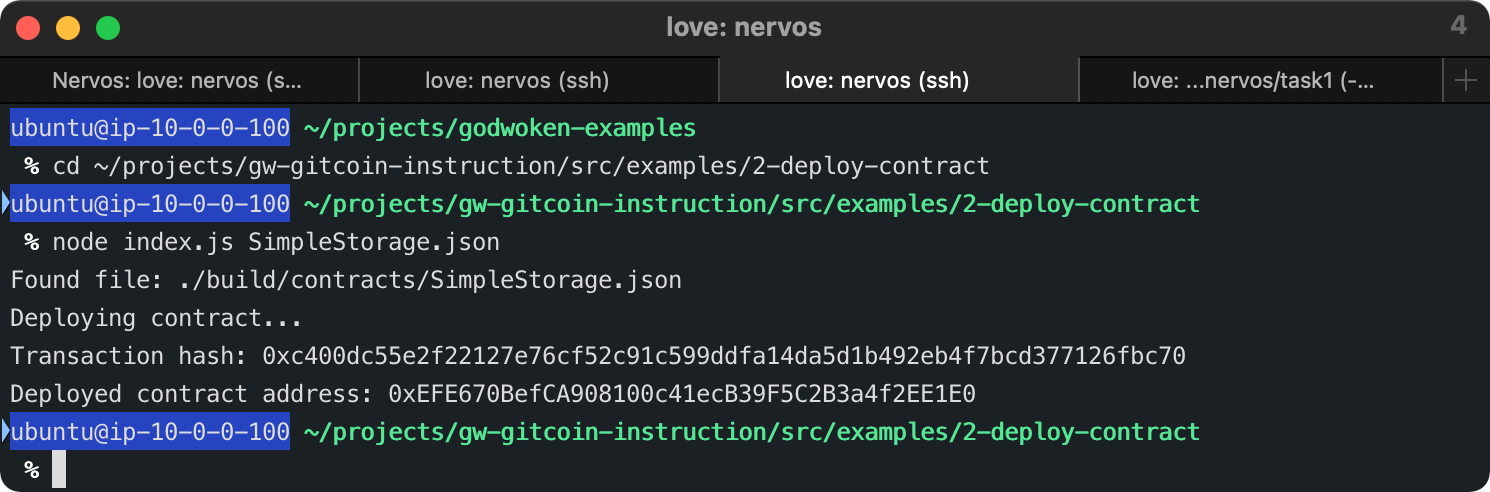 love: nervos
4
Nervos: love: nervos (s...
love: nervos (ssh)
love: nervos (ssh)
love: ...nervos/task1 (-...
ubuntu@ip-10-0-0-100 ~/projects/godwoken-examples
% cd ~/projects/gw-gitcoin-instruction/src/examples/2-deploy-contract
ubuntu@ip-10-0-0-100 ~/projects/gw-gitcoin-instruction/src/examples/2-deploy-contract
% node index.js SimpleStorage.json
Found file: ./build/contracts/SimpleStorage.json
Deploying contract...
Transaction hash: 0xc400dc55e2f22127e76cf52c91c599ddfa14da5d1b492eb4f7bcd377126fbc70
Deployed contract address: 0xEFE670BefCA908100c41ecB39F5C2B3a4f2EE1E0
ubuntu@ip-10-0-0-100 ~/projects/gw-gitcoin-instruction/src/examples/2-deploy-contract
%